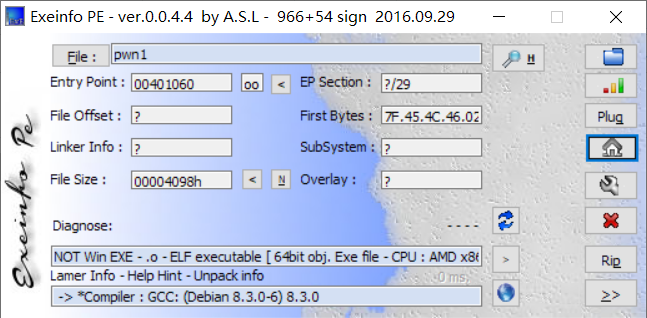 Exeinfo PE - ver.0.0.4.4 by A.S.L - 966+54 sign 2016.09.29
File : pwn1 H
Entry Point : 00401060 oo < EP Section : ?/29
File Offset : ? First Bytes : 7F.45.4C.46.02 Plug
Linker Info : ? SubSystem : ?
File Size : 00004098h < N Overlay : ?
Diagnose: ----
NOT Win EXE - .o - ELF executable [ 64bit obj. Exe file - CPU : AMD x86 > Rip
Lamer Info - Help Hint - Unpack info 0 ms.
-> *Compiler : GCC: (Debian 8.3.0-6) 8.3.0 >>
Exeinfo Pe